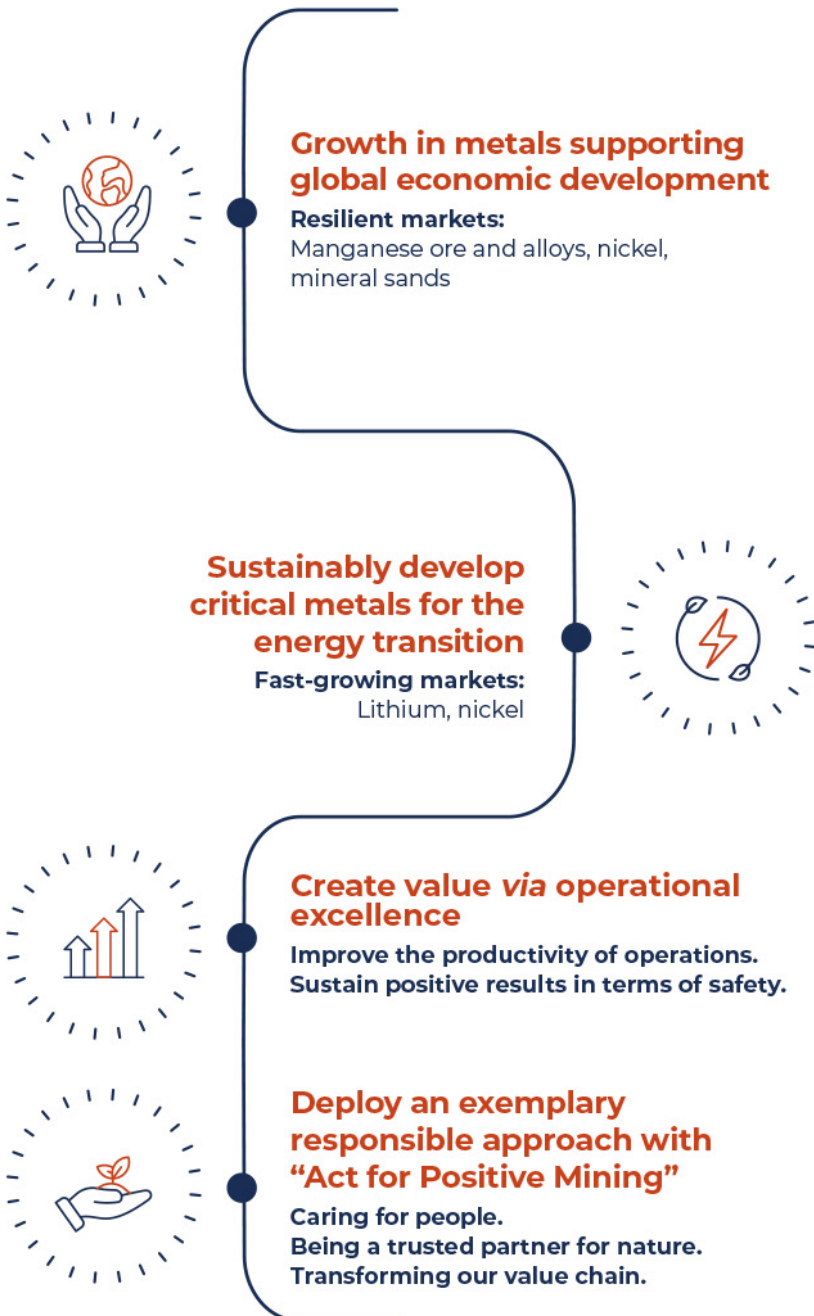 Growth in metals supporting
global economic development
Resilient markets:
Manganese ore and alloys, nickel,
mineral sands
Sustainably develop
critical metals for the
energy transition
Fast-growing markets:
Lithium, nickel
Create value via operational
excellence
Improve the productivity of operations.
Sustain positive results in terms of safety.
Deploy an exemplary
responsible approach with
“Act for Positive Mining”
Caring for people.
Being a trusted partner for nature.
Transforming our value chain.